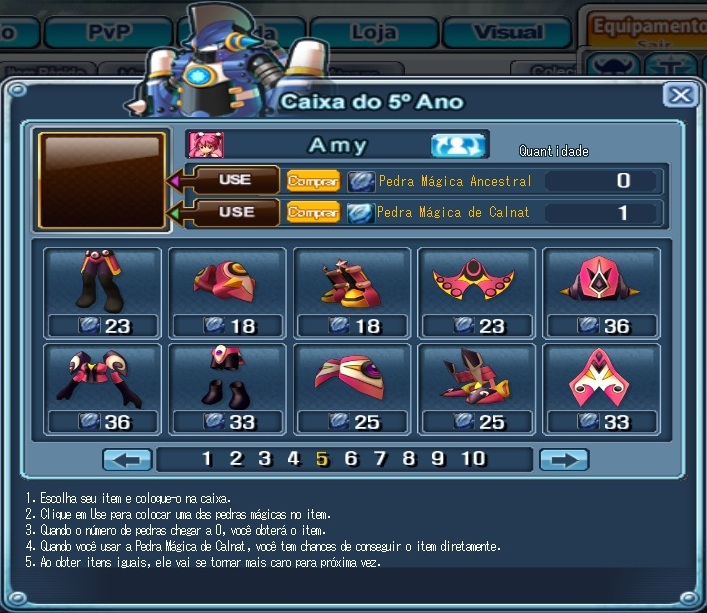 PvP
Loja
Visual
Equipamento
Sair
Caixa do 5º Ano
Amy
Quantidade
USE Comprar Pedra Mágica Ancestral 0
USE Comprar Pedra Mágica de Calnat 1
23 18 18 23 36
36 33 25 25 33
1 2 3 4 5 6 7 8 9 10
1. Escolha seu item e coloque-o na caixa.
2. Clique em Use para colocar uma das pedras mágicas no item.
3. Quando o número de pedras chegar a 0, você obterá o item.
4. Quando você usar a Pedra Mágica de Calnat, você tem chances de conseguir o item diretamente.
5. Ao obter itens iguais, ele vai se tornar mais caro para próxima vez.